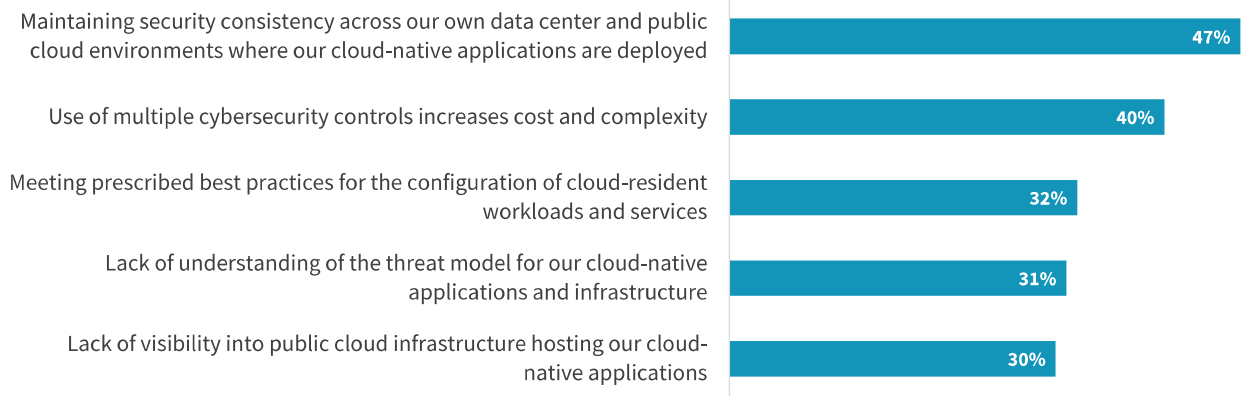 Maintaining security consistency across our own data center and public
cloud environments where our cloud-native applications are deployed
47%
Use of multiple cybersecurity controls increases cost and complexity
40%
Meeting prescribed best practices for the configuration of cloud-resident
workloads and services
32%
Lack of understanding of the threat model for our cloud-native
applications and infrastructure
31%
Lack of visibility into public cloud infrastructure hosting our cloud-
native applications
30%